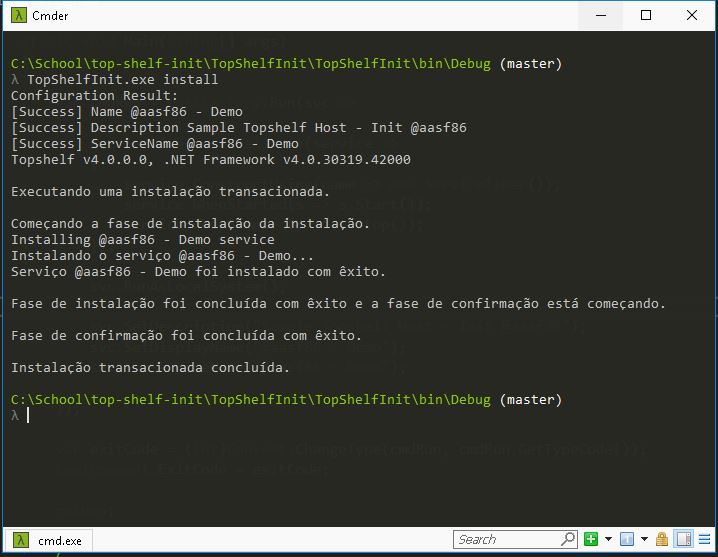 Cmder
C:\School\top-shelf-init\TopShelfInit\TopShelfInit\bin\Debug (master)
λ TopShelfInit.exe install
Configuration Result:
[Success] Name @aasf86 - Demo
[Success] Description Sample Topshelf Host - Init @aasf86
[Success] ServiceName @aasf86 - Demo
Topshelf v4.0.0.0, .NET Framework v4.0.30319.42000
Executando uma instalação transacionada.
Começando a fase de instalação da instalação.
Installing @aasf86 - Demo service
Instalando o serviço @aasf86 - Demo...
Serviço @aasf86 - Demo foi instalado com êxito.
Fase de instalação foi concluída com êxito e a fase de confirmação está começando.
Fase de confirmação foi concluída com êxito.
Instalação transacionada concluída.
C:\School\top-shelf-init\TopShelfInit\TopShelfInit\bin\Debug (master)
λ
cmd.exe
Search